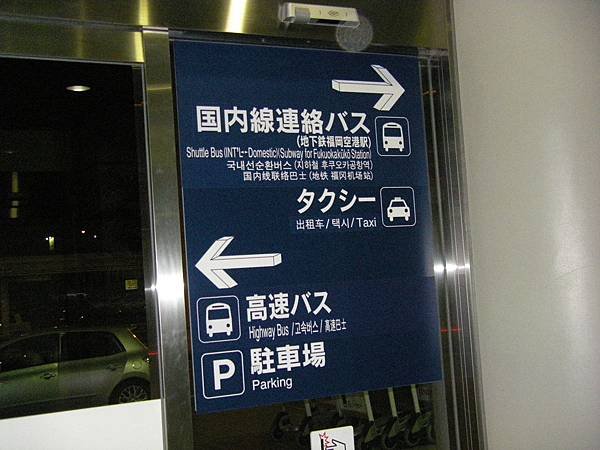 国内線連絡バス
(地下鉄福岡空港駅)
Shuttle Bus (INT'L↔Domestic)(Subway for Fukuokakūkō Station)
국내선순환버스 (지하철 후쿠오카공항역)
国内线联络巴士 (地铁 福冈机场站)
タクシー
出租车/택시/Taxi
高速バス
Highway Bus /고속버스/高速巴士
P 駐車場
Parking